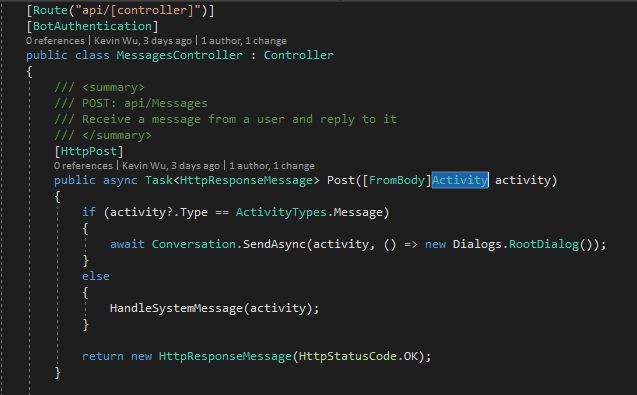 [Route("api/[controller]")]
[BotAuthentication]
0 references | Kevin Wu, 3 days ago | 1 author, 1 change
public class MessagesController : Controller
{
/// <summary>
/// POST: api/Messages
/// Receive a message from a user and reply to it
/// </summary>
[HttpPost]
0 references | Kevin Wu, 3 days ago | 1 author, 1 change
public async Task<HttpResponseMessage> Post([FromBody]Activity activity)
{
if (activity?.Type == ActivityTypes.Message)
{
await Conversation.SendAsync(activity, () => new Dialogs.RootDialog());
}
else
{
HandleSystemMessage(activity);
}
return new HttpResponseMessage(HttpStatusCode.OK);
}